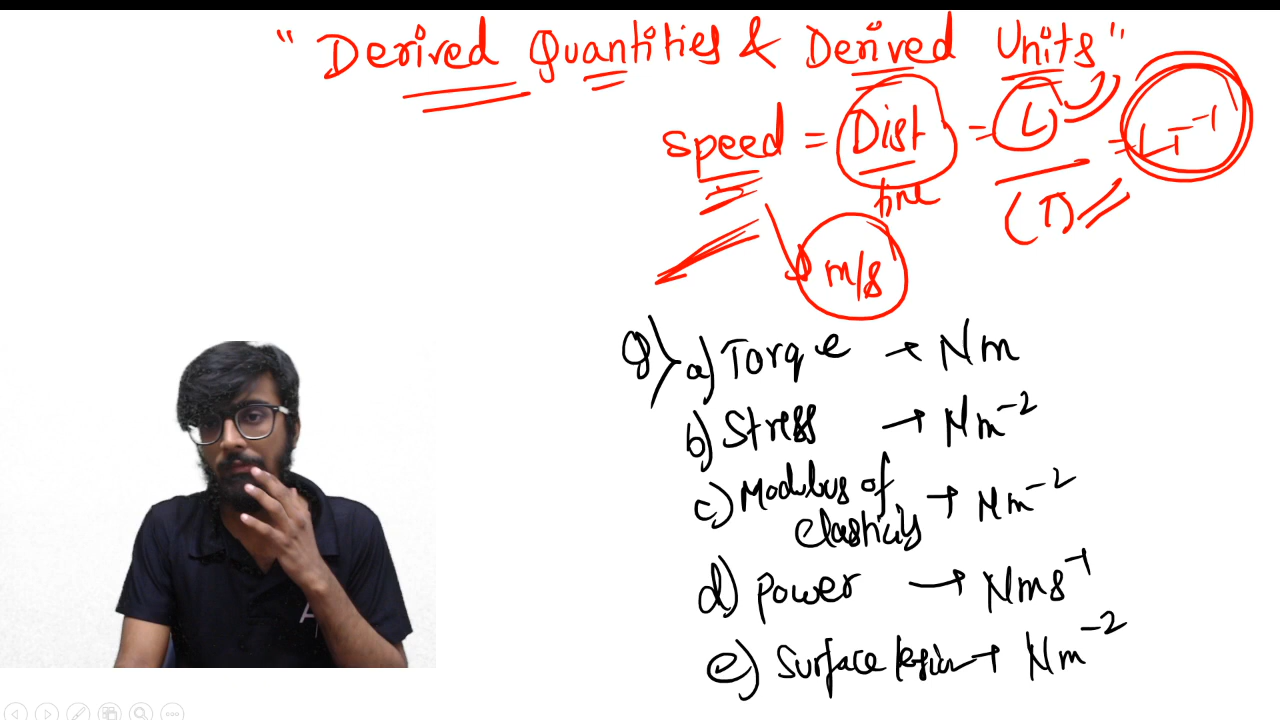 "Derived Quantities & Derived Units"
speed = Dist / time = L / (T) = LT⁻¹
m/s
Q) a) Torque → Nm
b) Stress → Nm⁻²
c) Modulus of elasticity → Nm⁻²
d) power → Nms⁻¹
e) Surface tension → Nm⁻²